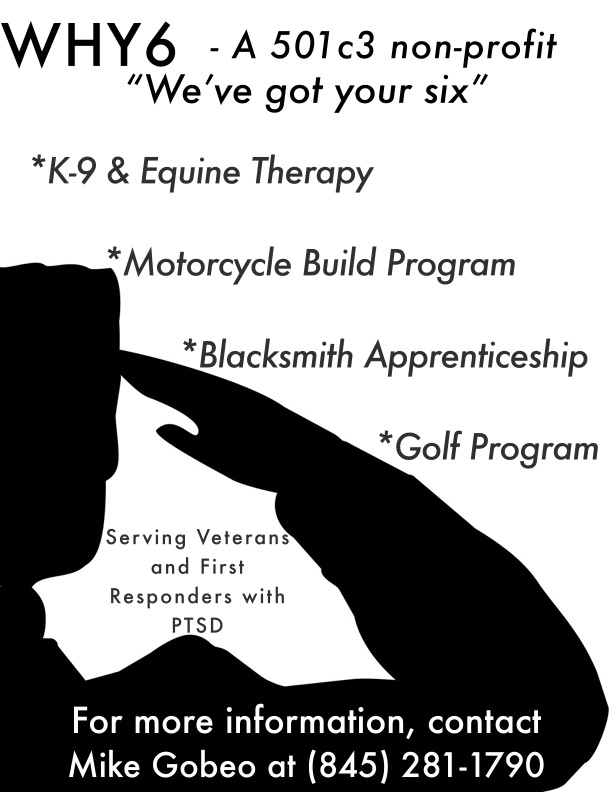 WHY6 - A 501c3 non-profit
“We’ve got your six”
*K-9 & Equine Therapy
*Motorcycle Build Program
*Blacksmith Apprenticeship
*Golf Program
Serving Veterans
and First
Responders with
PTSD
For more information, contact
Mike Gobeo at (845) 281-1790